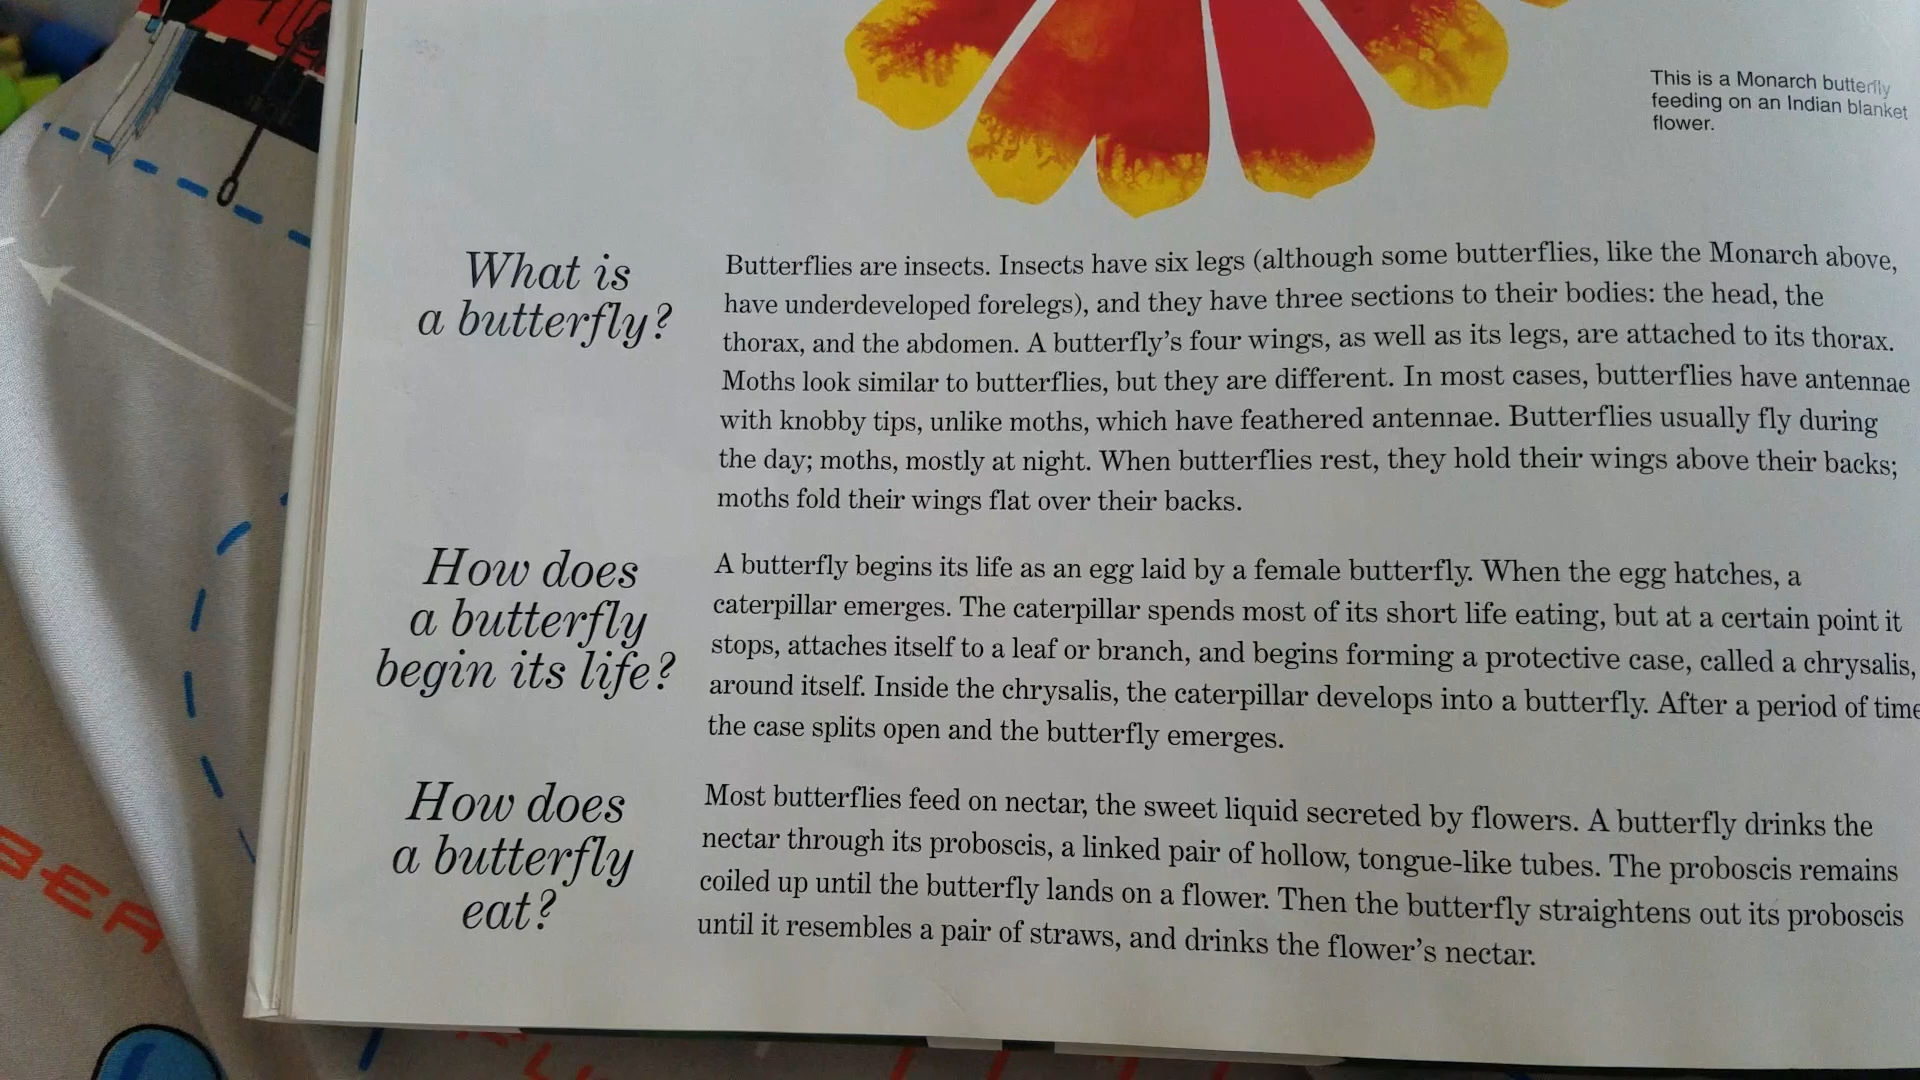 This is a Monarch butterfly
feeding on an Indian blanket
flower.
What is
a butterfly?
Butterflies are insects. Insects have six legs (although some butterflies, like the Monarch above,
have underdeveloped forelegs), and they have three sections to their bodies: the head, the
thorax, and the abdomen. A butterfly's four wings, as well as its legs, are attached to its thorax.
Moths look similar to butterflies, but they are different. In most cases, butterflies have antennae
with knobby tips, unlike moths, which have feathered antennae. Butterflies usually fly during
the day; moths, mostly at night. When butterflies rest, they hold their wings above their backs;
moths fold their wings flat over their backs.
How does
a butterfly
begin its life?
A butterfly begins its life as an egg laid by a female butterfly. When the egg hatches, a
caterpillar emerges. The caterpillar spends most of its short life eating, but at a certain point it
stops, attaches itself to a leaf or branch, and begins forming a protective case, called a chrysalis,
around itself. Inside the chrysalis, the caterpillar develops into a butterfly. After a period of time
the case splits open and the butterfly emerges.
How does
a butterfly
eat?
Most butterflies feed on nectar, the sweet liquid secreted by flowers. A butterfly drinks the
nectar through its proboscis, a linked pair of hollow, tongue-like tubes. The proboscis remains
coiled up until the butterfly lands on a flower. Then the butterfly straightens out its proboscis
until it resembles a pair of straws, and drinks the flower's nectar.